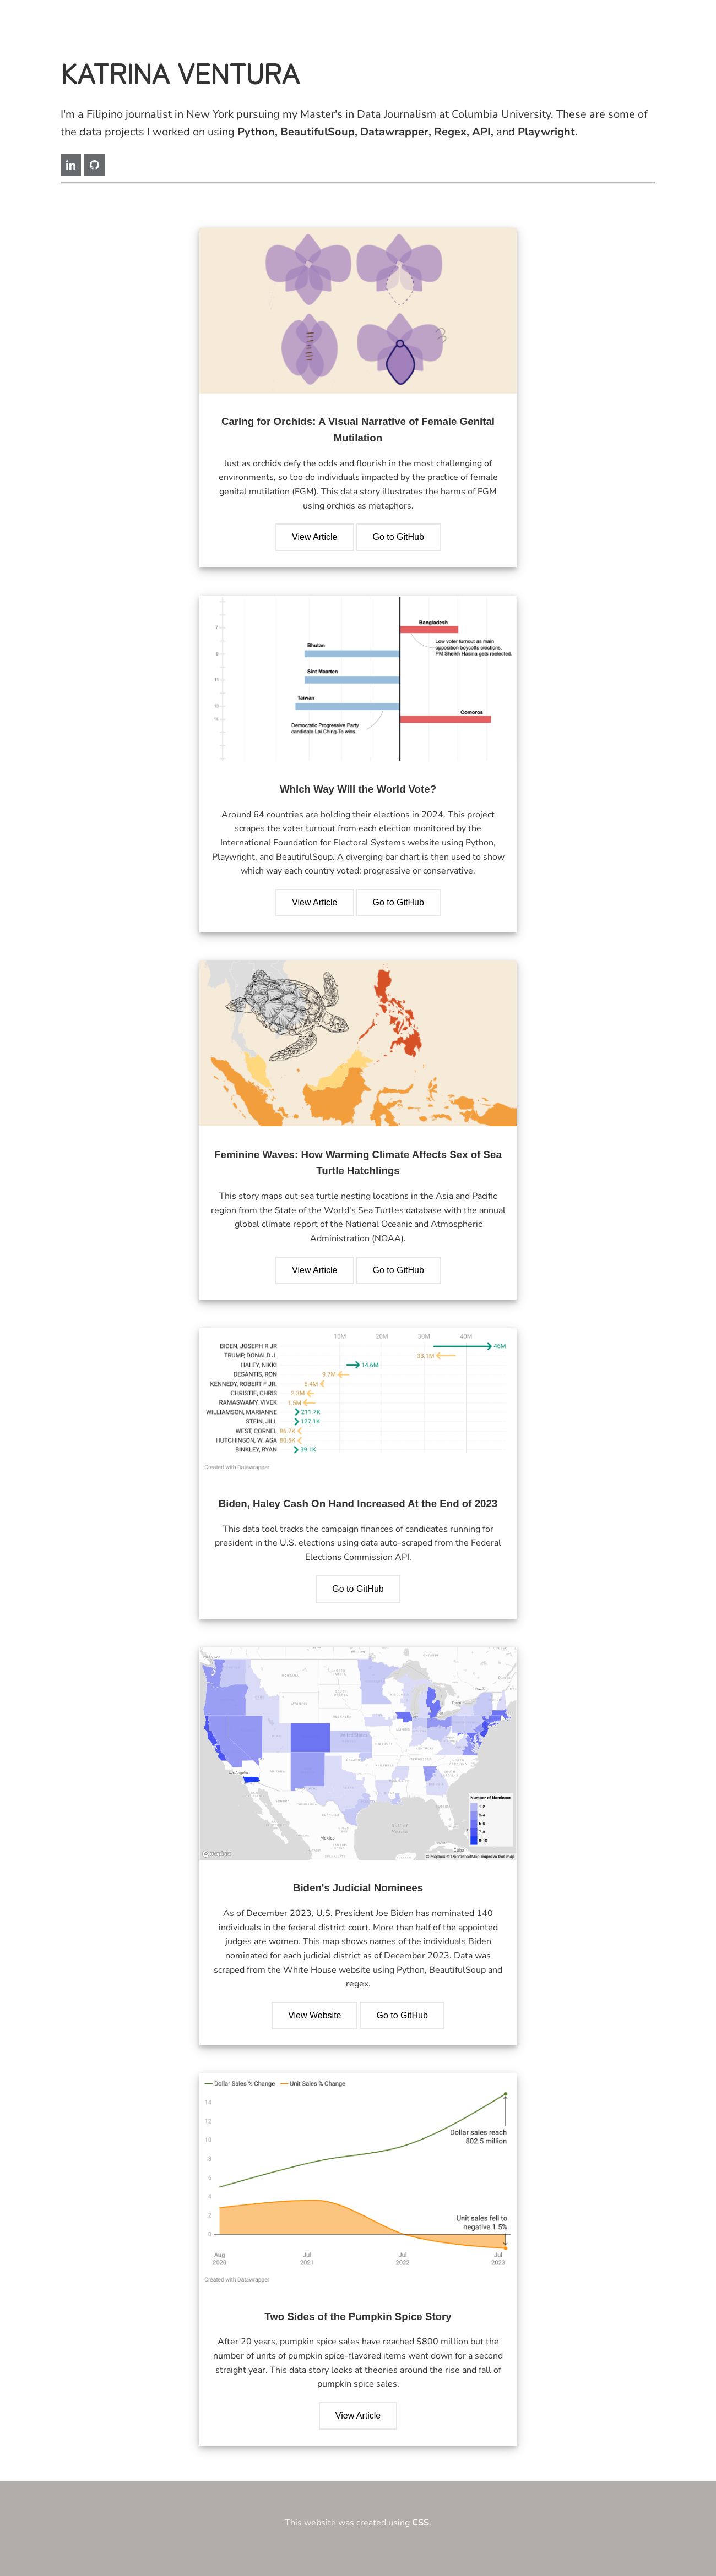 KATRINA VENTURA
I'm a Filipino journalist in New York pursuing my Master's in Data Journalism at Columbia University. These are some of
the data projects I worked on using Python, BeautifulSoup, Datawrapper, Regex, API, and Playwright.
in
Caring for Orchids: A Visual Narrative of Female Genital
Mutilation
Just as orchids defy the odds and flourish in the most challenging of
environments, so too do individuals impacted by the practice of female
genital mutilation (FGM). This data story illustrates the harms of FGM
using orchids as metaphors.
View Article Go to GitHub
Bangladesh
7
Low voter turnout as main
opposition boycotts elections.
PM Sheikh Hasina gets reelected.
Bhutan
9
Sint Maarten
11
Taiwan
13
Comoros
14
Democratic Progressive Party
candidate Lai Ching-Te wins.
Which Way Will the World Vote?
Around 64 countries are holding their elections in 2024. This project
scrapes the voter turnout from each election monitored by the
International Foundation for Electoral Systems website using Python,
Playwright, and BeautifulSoup. A diverging bar chart is then used to show
which way each country voted: progressive or conservative.
View Article Go to GitHub
Feminine Waves: How Warming Climate Affects Sex of Sea
Turtle Hatchlings
This story maps out sea turtle nesting locations in the Asia and Pacific
region from the State of the World's Sea Turtles database with the annual
global climate report of the National Oceanic and Atmospheric
Administration (NOAA).
View Article Go to GitHub
10M 20M 30M 40M
BIDEN, JOSEPH R JR 46M
TRUMP, DONALD J. 33.1M
HALEY, NIKKI 14.6M
DESANTIS, RON 9.7M
KENNEDY, ROBERT F JR. 5.4M
CHRISTIE, CHRIS 2.3M
RAMASWAMY, VIVEK 1.5M
WILLIAMSON, MARIANNE 211.7K
STEIN, JILL 127.1K
WEST, CORNEL 86.7K
HUTCHINSON, W. ASA 80.5K
BINKLEY, RYAN 39.1K
Created with Datawrapper
Biden, Haley Cash On Hand Increased At the End of 2023
This data tool tracks the campaign finances of candidates running for
president in the U.S. elections using data auto-scraped from the Federal
Elections Commission API.
Go to GitHub
Los Angeles
Mexico
Gulf of
Mexico
Number of Nominees
1-2
3-4
5-6
7-8
9-10
mapbox
© Mapbox © OpenStreetMap Improve this map
Biden's Judicial Nominees
As of December 2023, U.S. President Joe Biden has nominated 140
individuals in the federal district court. More than half of the appointed
judges are women. This map shows names of the individuals Biden
nominated for each judicial district as of December 2023. Data was
scraped from the White House website using Python, BeautifulSoup and
regex.
View Website Go to GitHub
Dollar Sales % Change Unit Sales % Change
14
12
10
8
6
4
2
0
Dollar sales reach
802.5 million
Unit sales fell to
negative 1.5%
Aug Jul Jul Jul
2020 2021 2022 2023
Created with Datawrapper
Two Sides of the Pumpkin Spice Story
After 20 years, pumpkin spice sales have reached $800 million but the
number of units of pumpkin spice-flavored items went down for a second
straight year. This data story looks at theories around the rise and fall of
pumpkin spice sales.
View Article
This website was created using CSS.